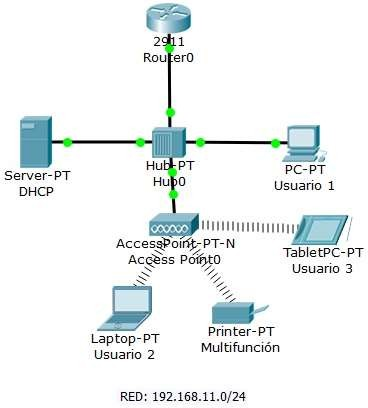 2911
Router0
Server-PT
DHCP
Hub-PT
Hub0
PC-PT
Usuario 1
AccessPoint-PT-N
Access Point0
TabletPC-PT
Usuario 3
Laptop-PT
Usuario 2
Printer-PT
Multifunción
RED: 192.168.11.0/24